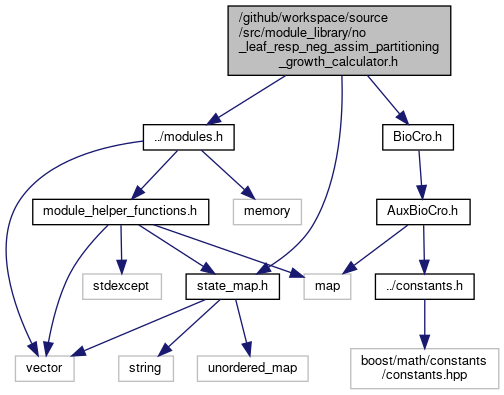 /github/workspace/source
/src/module_library/no
_leaf_resp_neg_assim_partitioning
_growth_calculator.h
../modules.h
BioCro.h
module_helper_functions.h
memory
AuxBioCro.h
stdexcept
state_map.h
map
../constants.h
vector
string
unordered_map
boost/math/constants
/constants.hpp